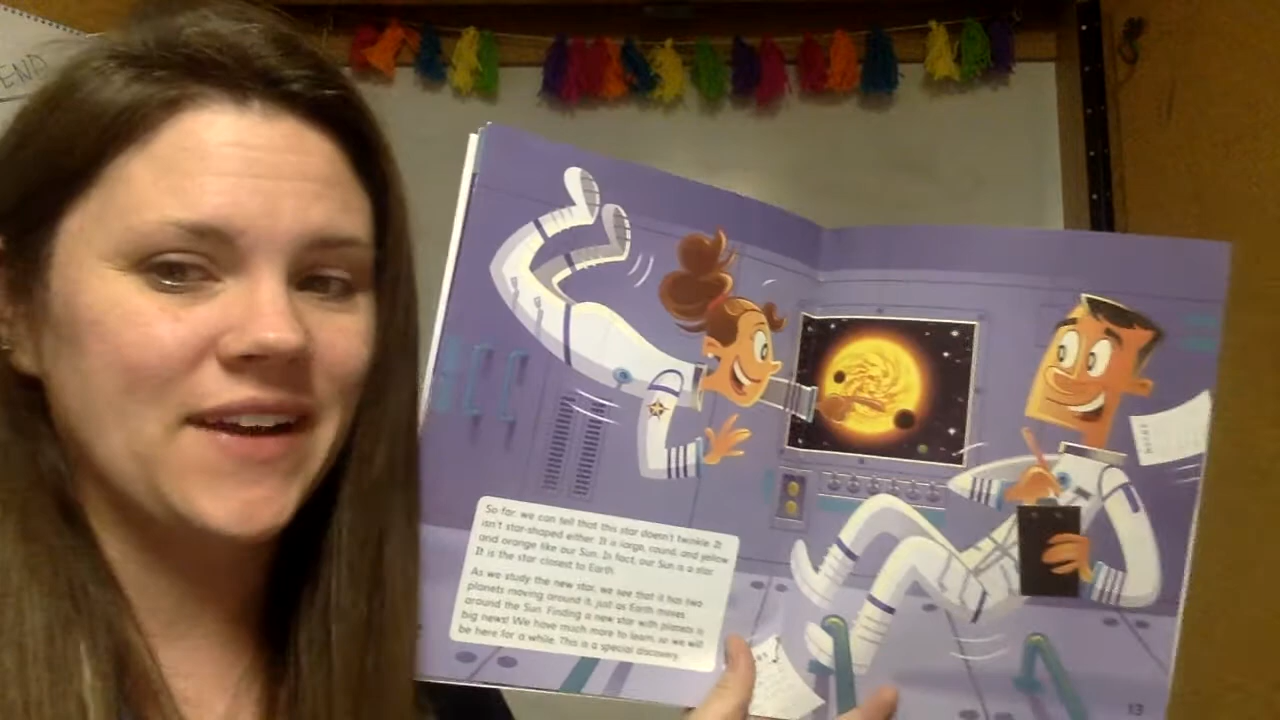 END
So far, we can tell that this star doesn't twinkle. It
isn't star-shaped either. It is large, round, and yellow
and orange like our Sun. In fact, our Sun is a star.
It is the star closest to Earth.
As we study the new star, we see that it has two
planets moving around it, just as Earth moves
around the Sun. Finding a new star with planets is
big news! We have much more to learn, so we will
be here for a while. This is a special discovery.
13